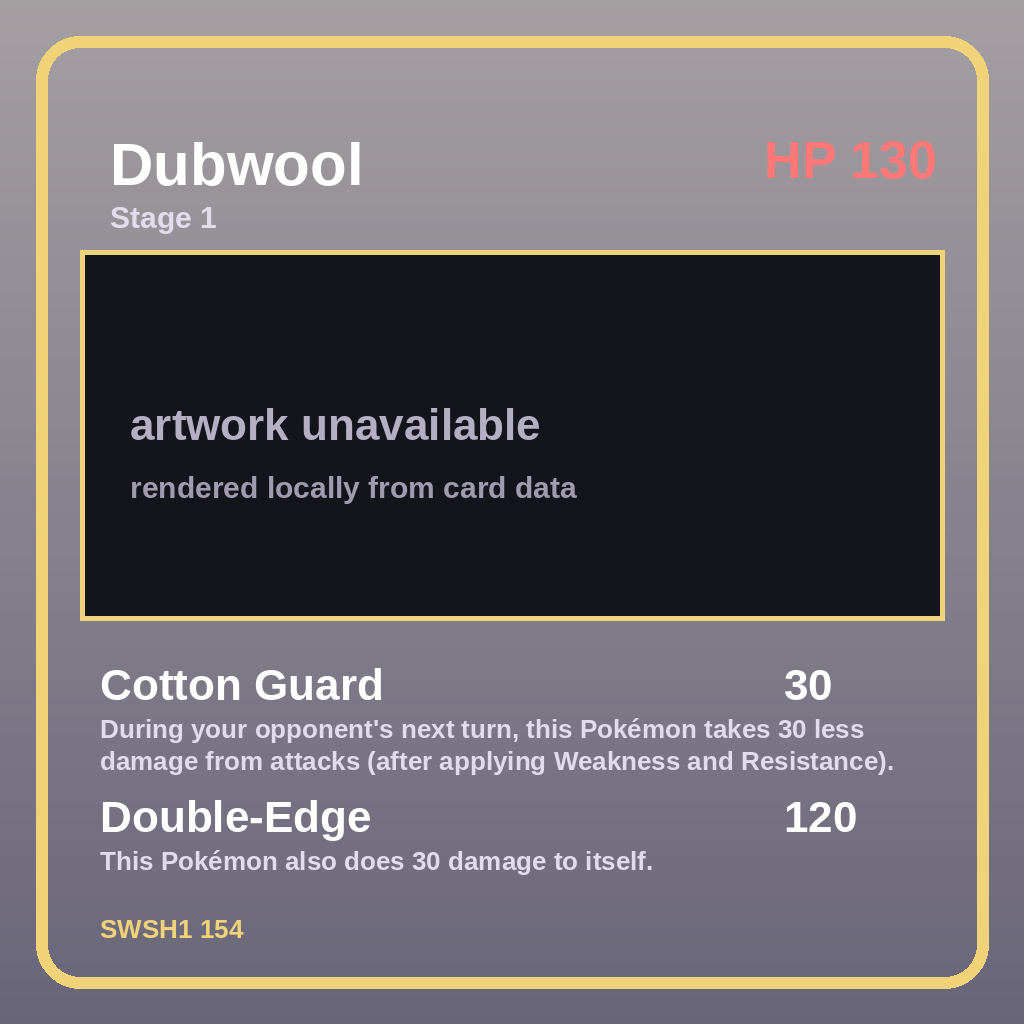 Dubwool
HP 130
Stage 1
artwork unavailable
rendered locally from card data
Cotton Guard 30
During your opponent's next turn, this Pokémon takes 30 less
damage from attacks (after applying Weakness and Resistance).
Double-Edge 120
This Pokémon also does 30 damage to itself.
SWSH1 154